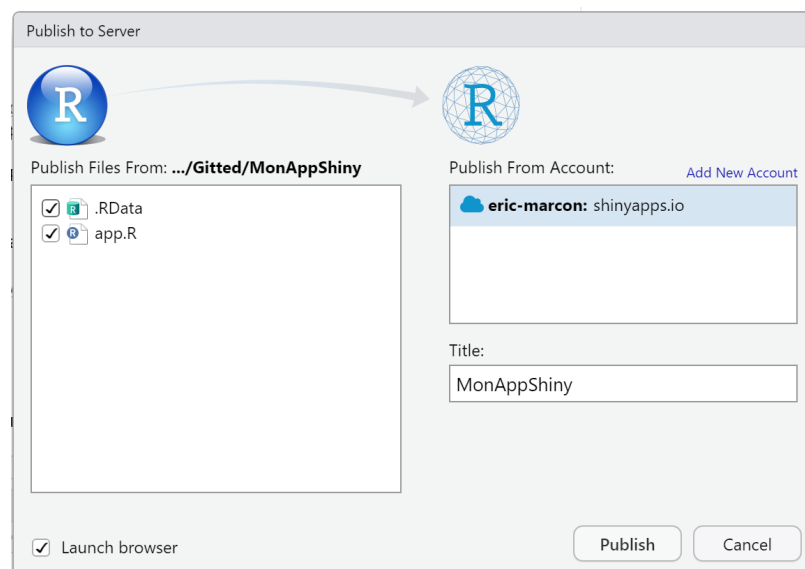 Publish to Server
R
R
Publish Files From: .../Gitted/MonAppShiny
.RData
app.R
Publish From Account:
Add New Account
eric-marcon: shinyapps.io
Title:
MonAppShiny
Launch browser
Publish
Cancel